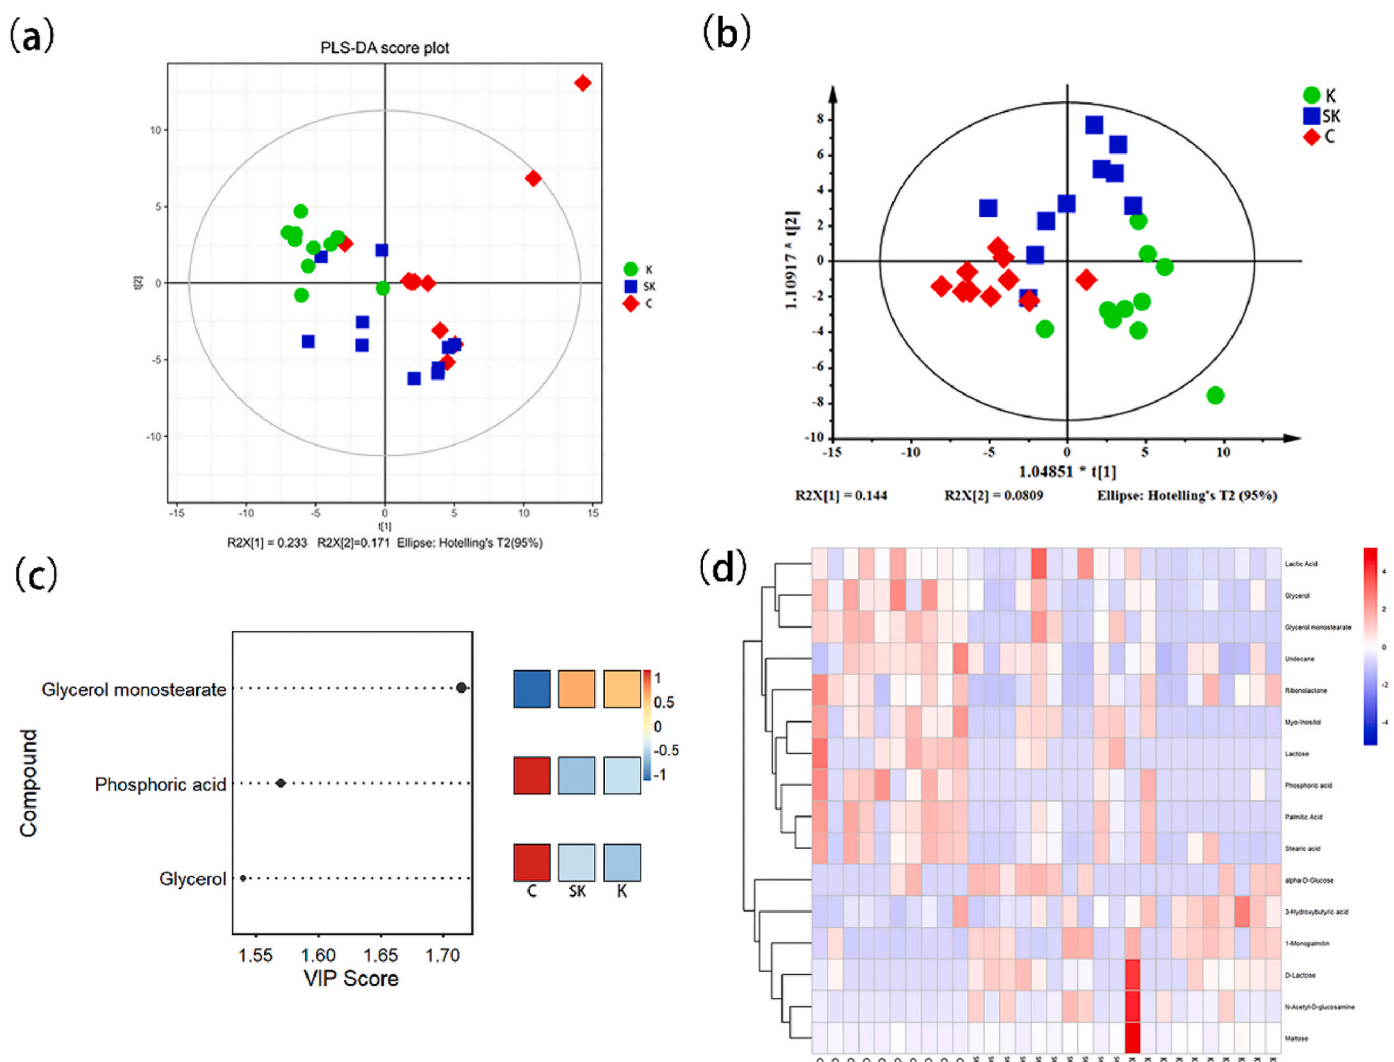 (a)
PLS-DA score plot
10
5
0
-5
-10
t[2]
-15
-10
-5
0
5
10
15
t[1]
R2X[1] = 0.233 R2X[2]=0.171 Ellipse: Hotelling's T2(95%)
K
SK
C
(b)
K
SK
C
8
6
4
2
0
-2
-4
-6
-8
-10
1.10917 * t[2]
-15
-10
-5
0
5
10
1.04851 * t[1]
R2X[1] = 0.144 R2X[2] = 0.0809 Ellipse: Hotelling's T2 (95%)
(c)
Compound
Glycerol monostearate
Phosphoric acid
Glycerol
1.55 1.60 1.65 1.70
VIP Score
C SK K
1
0.5
0
-0.5
-1
(d)
Lactic Acid
Glycerol
Glycerol monostearate
Undecane
Ribonolactone
Myo-Inositol
Lactose
Phosphoric acid
Palmitic Acid
Stearic acid
alpha-D-Glucose
3-Hydroxybutyric acid
1-Monopalmitin
D-Lactose
N-Acetyl-D-glucosamine
Maltose
4
2
0
-2
-4